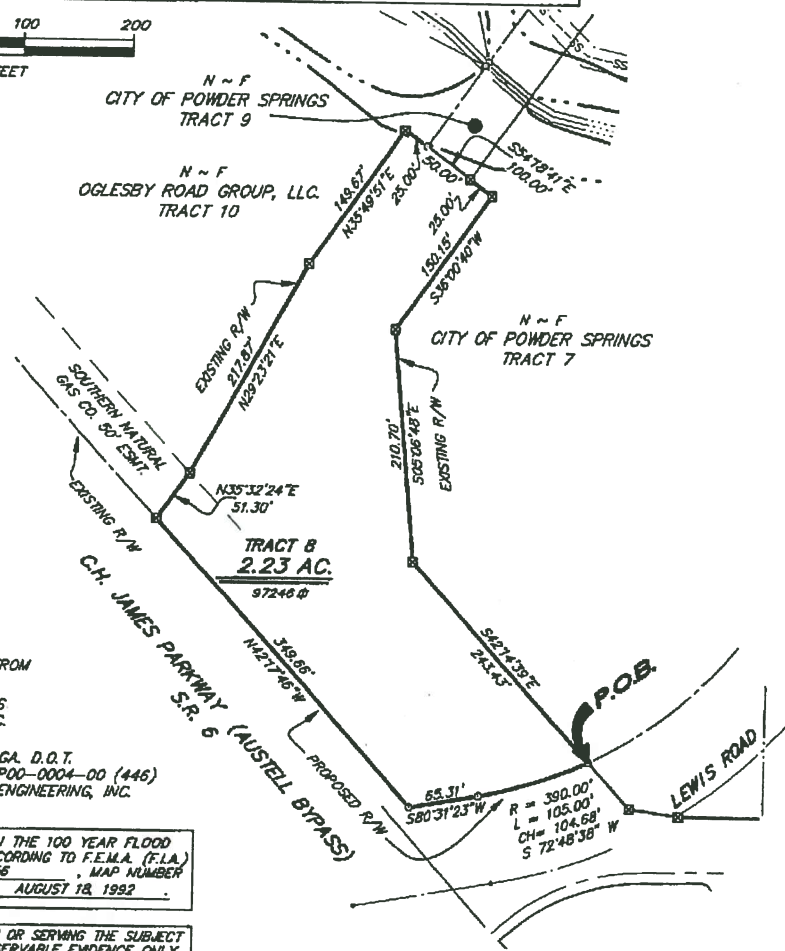 100 200
EET
N ~ F
CITY OF POWDER SPRINGS
TRACT 9
N ~ F
OGLESBY ROAD GROUP, LLC.
TRACT 10
149.67'
N35°49'51"E
25.00'
50.00'
S54°18'41"E
100.00'
25.00'
150.15'
S36°00'40"W
SS
SS
N ~ F
CITY OF POWDER SPRINGS
TRACT 7
EXISTING R/W
217.87'
N29°23'21"E
210.70'
S05°06'48"E
EXISTING R/W
SOUTHERN NATURAL
GAS CO. 50' ESMT.
EXISTING R/W
N35°32'24"E
51.30'
TRACT 8
2.23 AC.
97246
C.H. JAMES PARKWAY (AUSTELL BYPASS)
S.R. 6
349.66'
N42°17'46"W
S42°14'39"E
243.43'
P.O.B.
PROPOSED R/W
65.31'
S80°31'23"W
R = 390.00'
L = 105.00'
CH= 104.68'
S 72°48'38" W
LEWIS ROAD
ROM
GA. D.O.T.
P00-0004-00 (446)
ENGINEERING, INC.
N THE 100 YEAR FLOOD
CORDING TO F.E.M.A. (F.I.A.)
, MAP NUMBER
AUGUST 18, 1992 .
OR SERVING THE SUBJECT
SERVABLE EVIDENCE ONLY